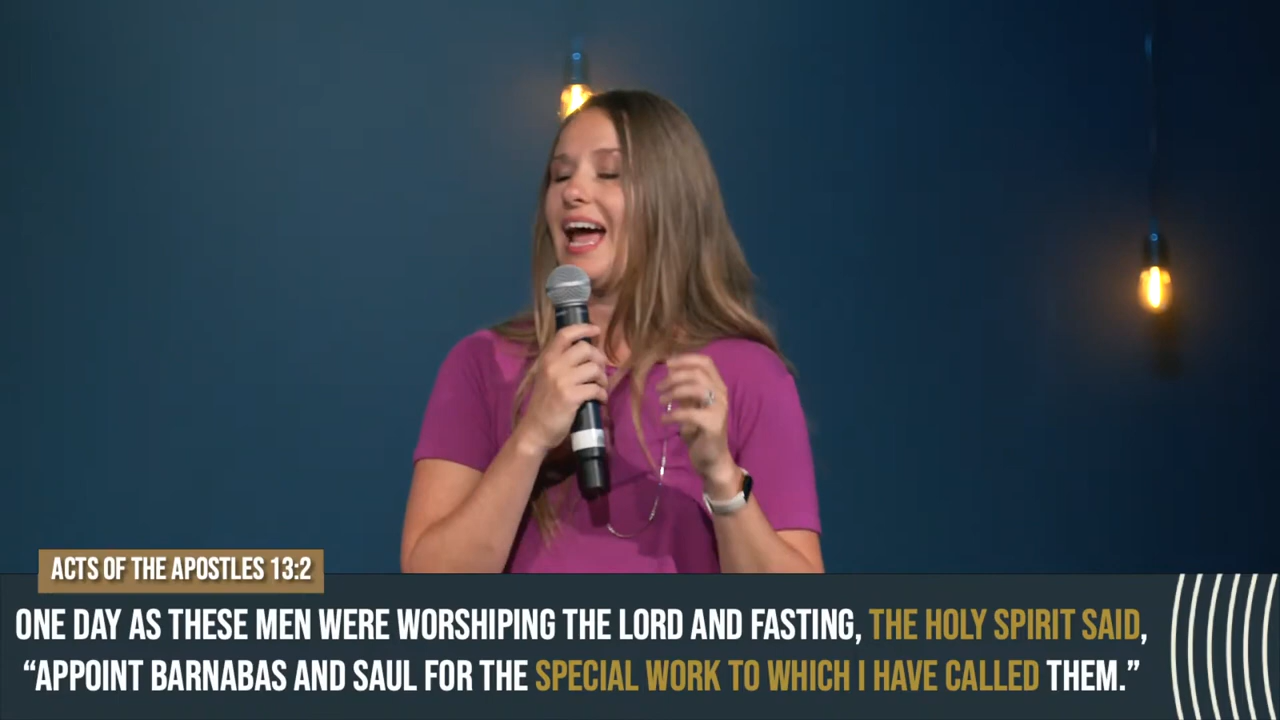 ACTS OF THE APOSTLES 13:2
ONE DAY AS THESE MEN WERE WORSHIPING THE LORD AND FASTING, THE HOLY SPIRIT SAID,
“APPOINT BARNABAS AND SAUL FOR THE SPECIAL WORK TO WHICH I HAVE CALLED THEM.”